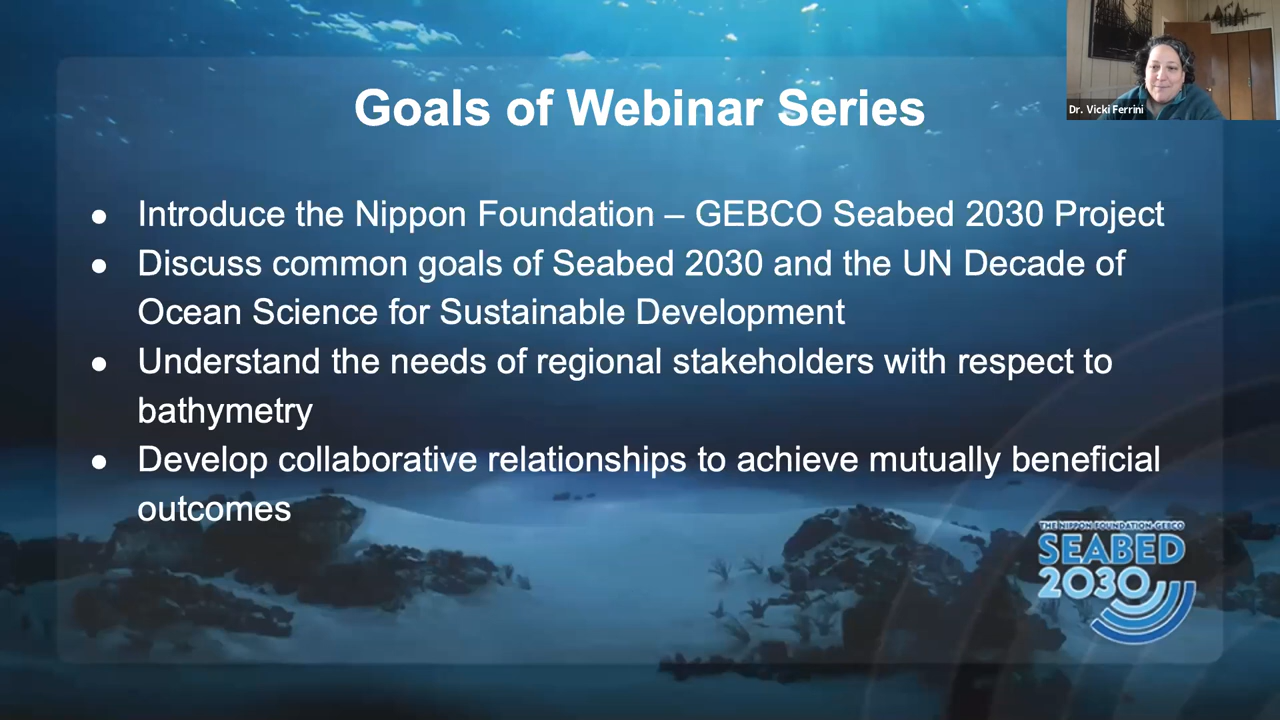 Dr. Vicki Ferrini
Goals of Webinar Series
● Introduce the Nippon Foundation – GEBCO Seabed 2030 Project
● Discuss common goals of Seabed 2030 and the UN Decade of
Ocean Science for Sustainable Development
● Understand the needs of regional stakeholders with respect to
bathymetry
● Develop collaborative relationships to achieve mutually beneficial
outcomes
THE NIPPON FOUNDATION-GEBCO
SEABED
2030